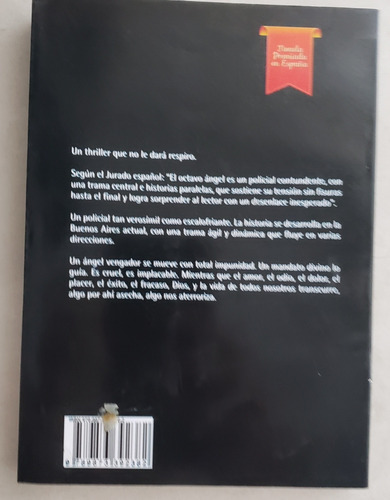 Novela
Premiada
en España
Un thriller que no le dará respiro.
Según el Jurado español: "El octavo ángel es un policial contundente, con
una trama central e historias paralelas, que sostiene su tensión sin fisuras
hasta el final y logra sorprender al lector con un desenlace inesperado".
Un policial tan verosímil como escalofriante. La historia se desarrolla en la
Buenos Aires actual, con una trama ágil y dinámica que fluye en varias
direcciones.
Un ángel vengador se mueve con total impunidad. Un mandato divino lo
guía. Es cruel, es implacable. Mientras que el amor, el odio, el dolor, el
placer, el éxito, el fracaso, Dios, y la vida de todos nosotros transcurre,
algo por ahí asecha, algo nos aterroriza.